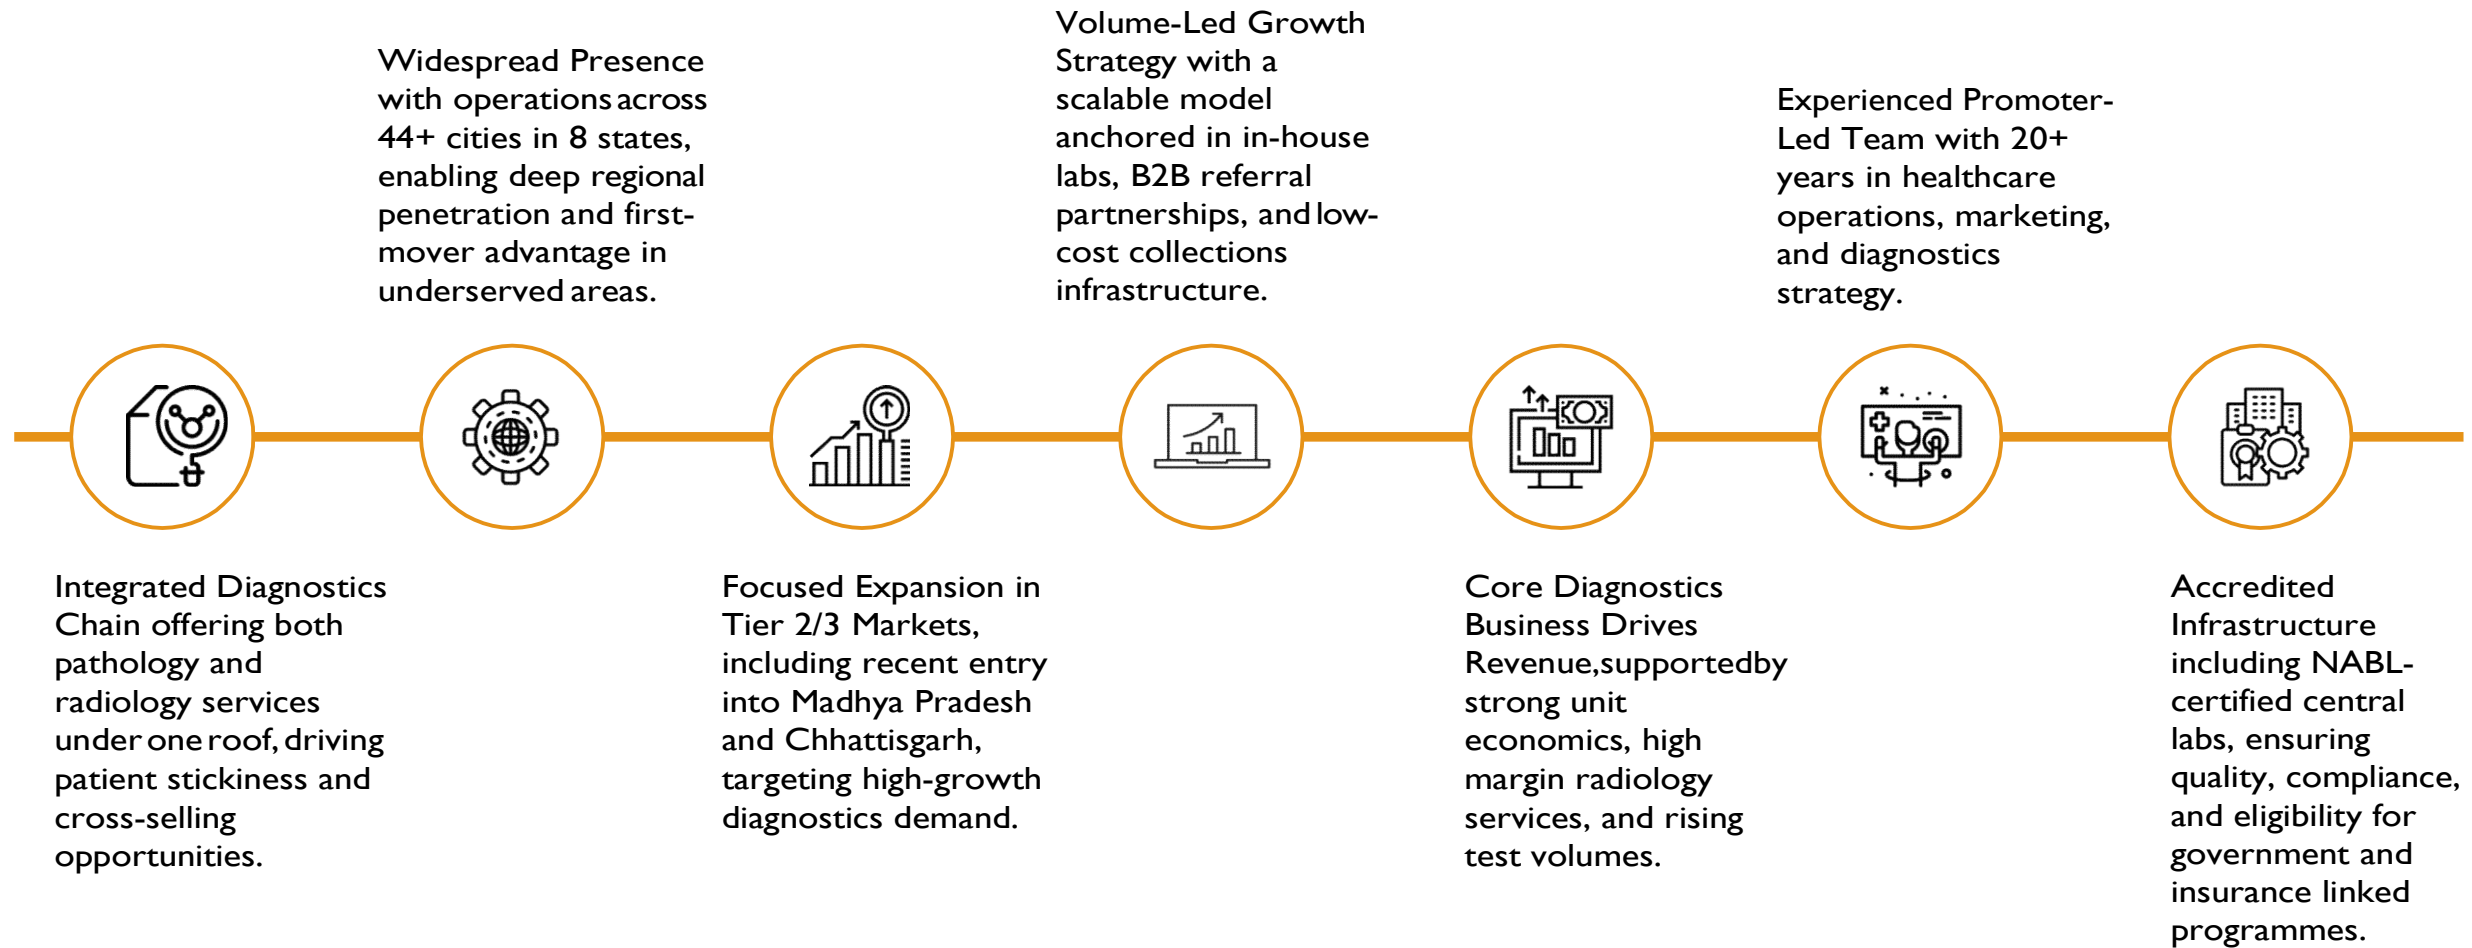 Integrated Diagnostics
Chain offering both
pathology and
radiology services
under one roof, driving
patient stickiness and
cross-selling
opportunities.
Widespread Presence
with operations across
44+ cities in 8 states,
enabling deep regional
penetration and first-
mover advantage in
underserved areas.
Focused Expansion in
Tier 2/3 Markets,
including recent entry
into Madhya Pradesh
and Chhattisgarh,
targeting high-growth
diagnostics demand.
Volume-Led Growth
Strategy with a
scalable model
anchored in in-house
labs, B2B referral
partnerships, and low-
cost collections
infrastructure.
Core Diagnostics
Business Drives
Revenue,supportedby
strong unit
economics, high
margin radiology
services, and rising
test volumes.
Experienced Promoter-
Led Team with 20+
years in healthcare
operations, marketing,
and diagnostics
strategy.
Accredited
Infrastructure
including NABL-
certified central
labs, ensuring
quality, compliance,
and eligibility for
government and
insurance linked
programmes.